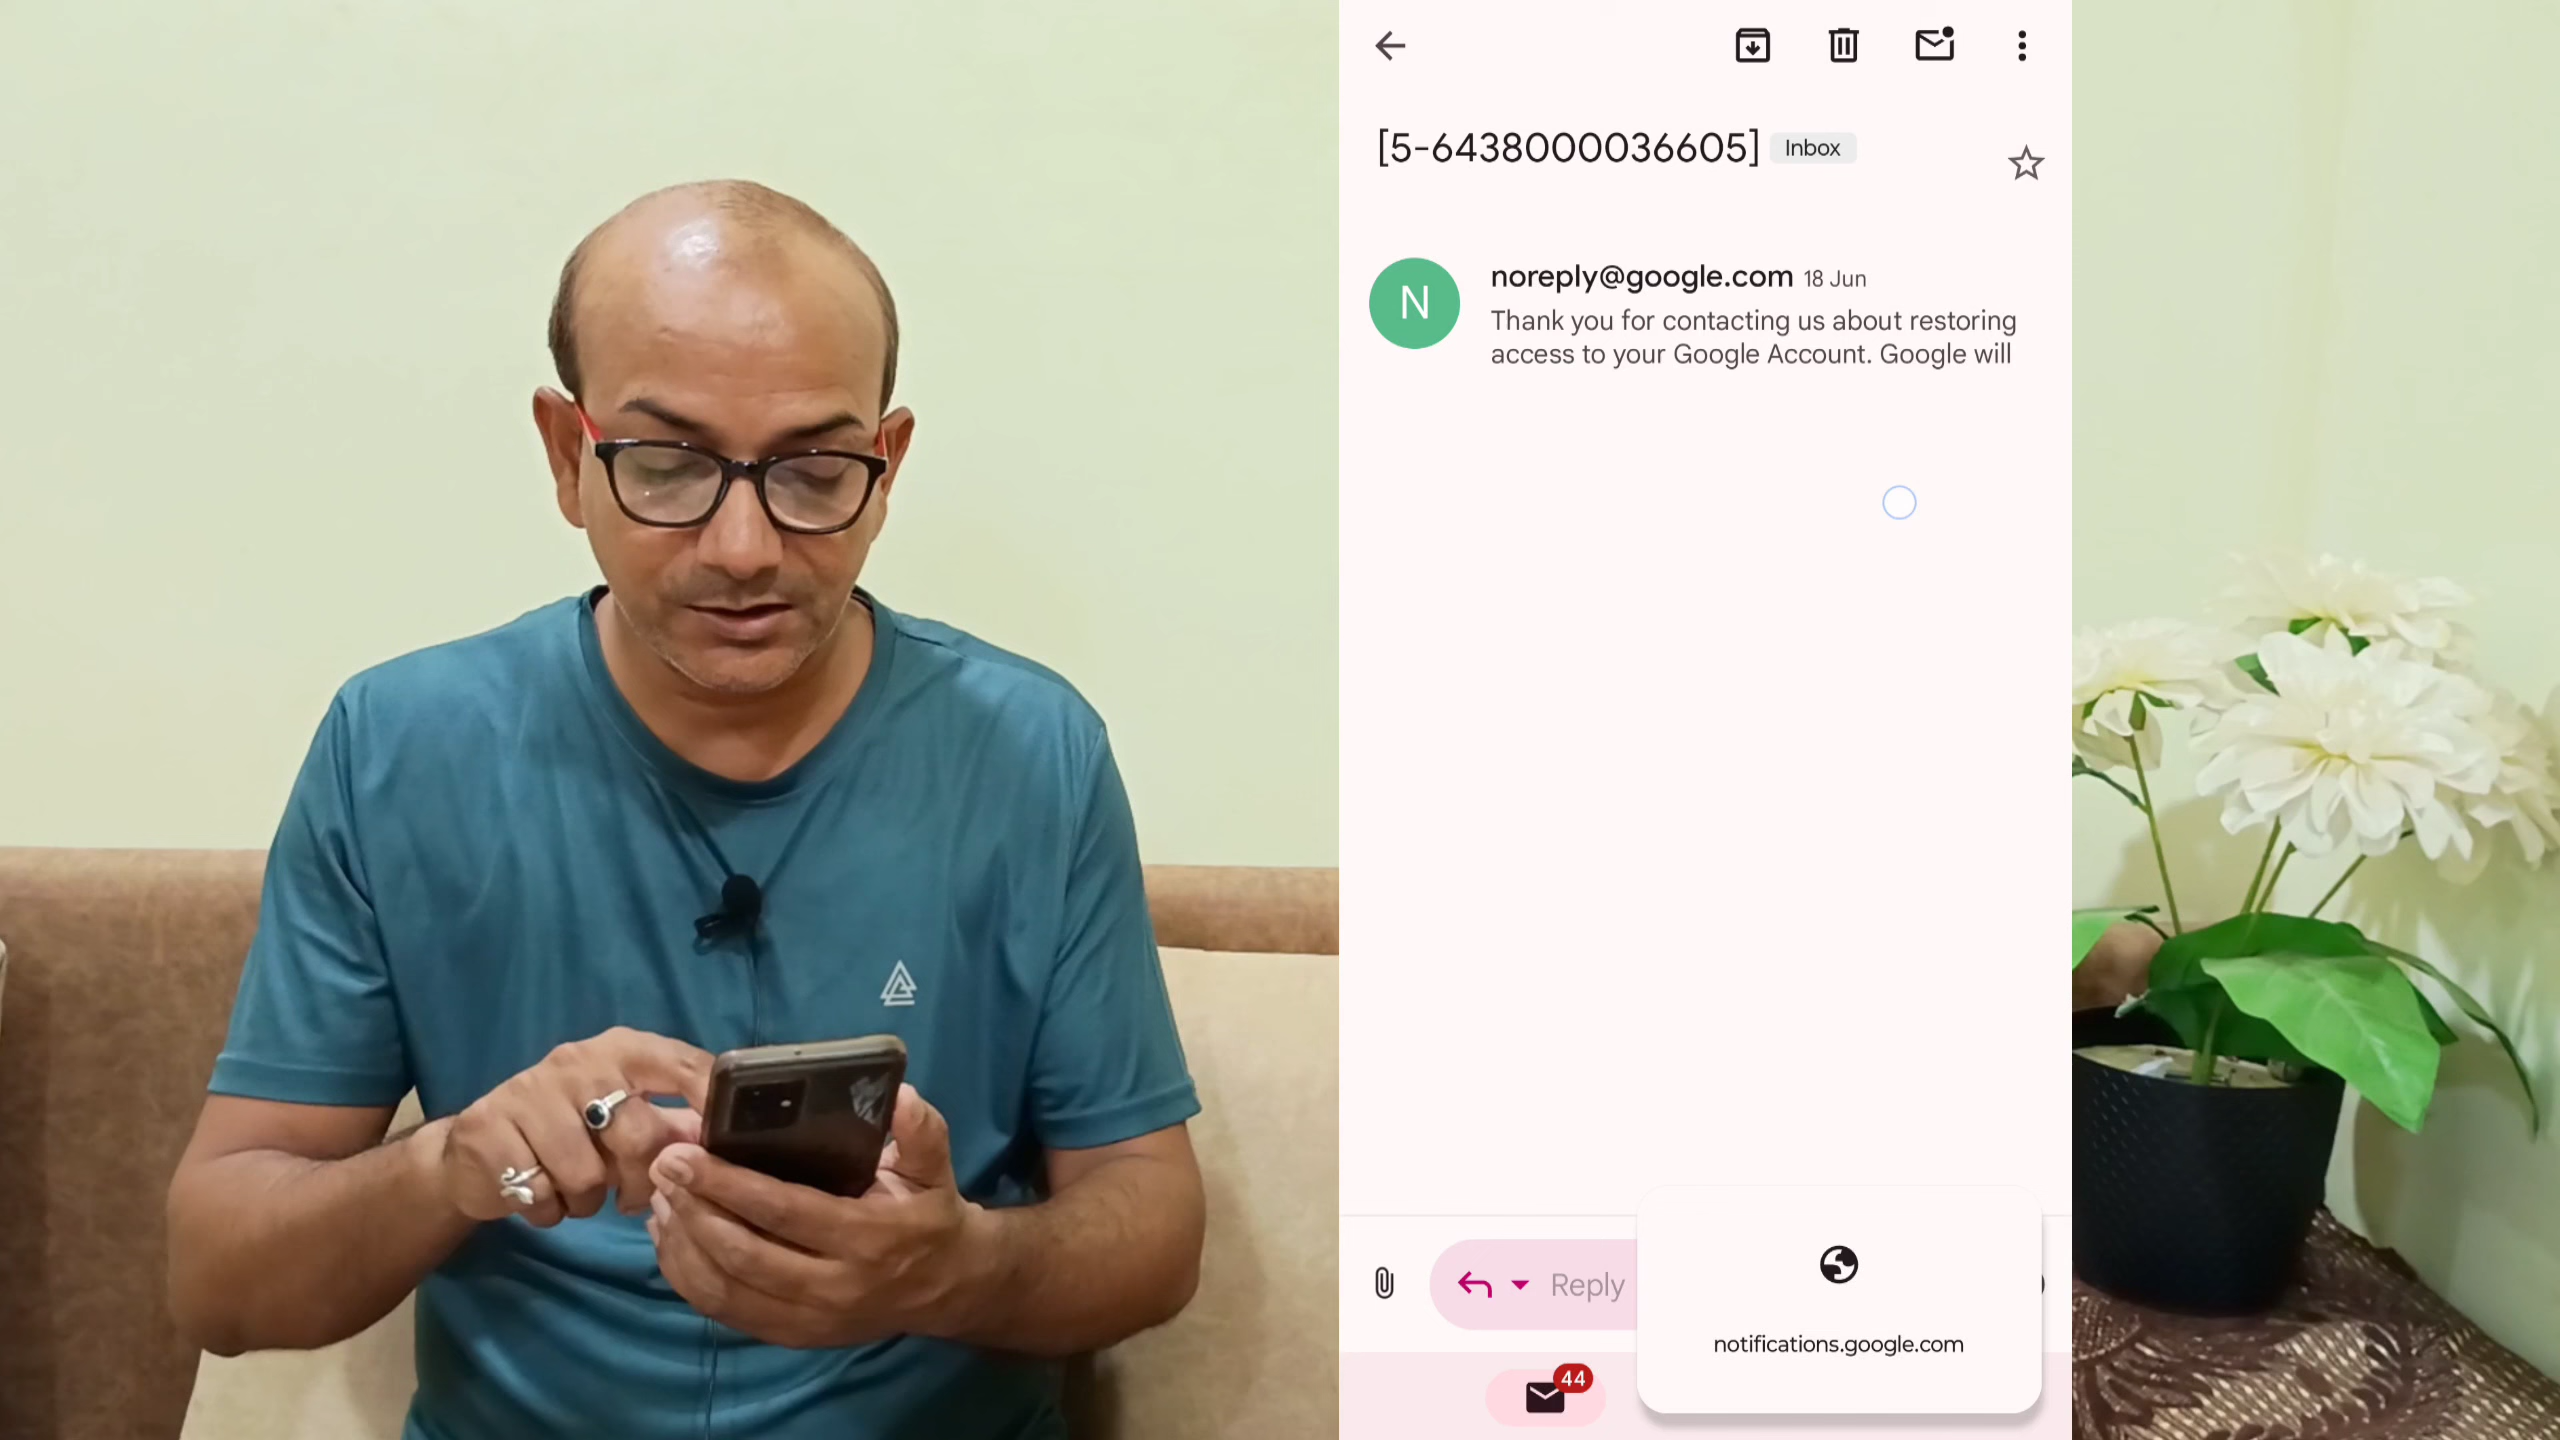 [5-6438000036605] Inbox
N
noreply@google.com 18 Jun
Thank you for contacting us about restoring
access to your Google Account. Google will
Reply
notifications.google.com
44